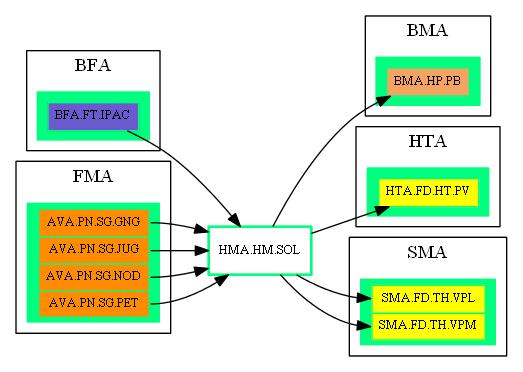 BFA
BFA.FT.IPAC
FMA
AVA.PN.SG.GNG
AVA.PN.SG.JUG
AVA.PN.SG.NOD
AVA.PN.SG.PET
HMA.HM.SOL
BMA
BMA.HP.PB
HTA
HTA.FD.HT.PV
SMA
SMA.FD.TH.VPL
SMA.FD.TH.VPM